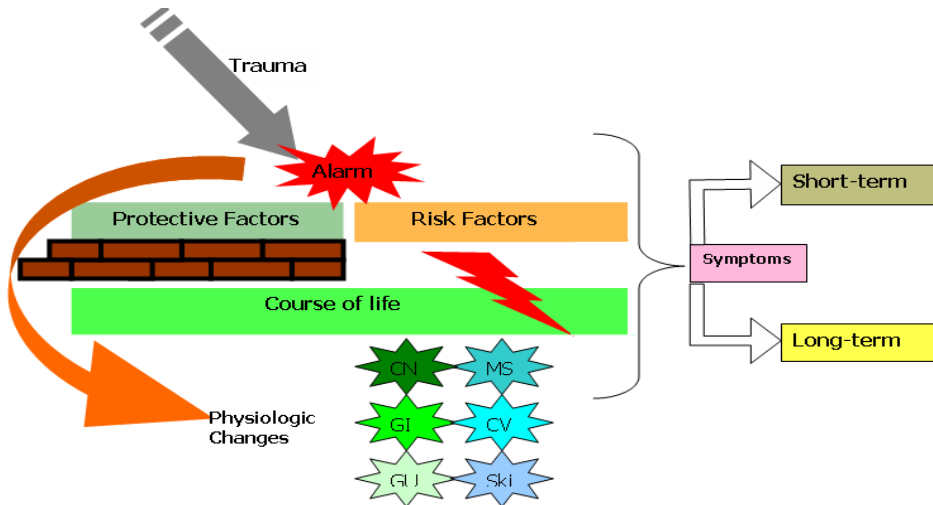 Trauma
Alarm
Protective Factors
Risk Factors
Short-term
Symptoms
Course of life
Long-term
CN
MS
Physiologic
Changes
GI
CV
GU
Ski